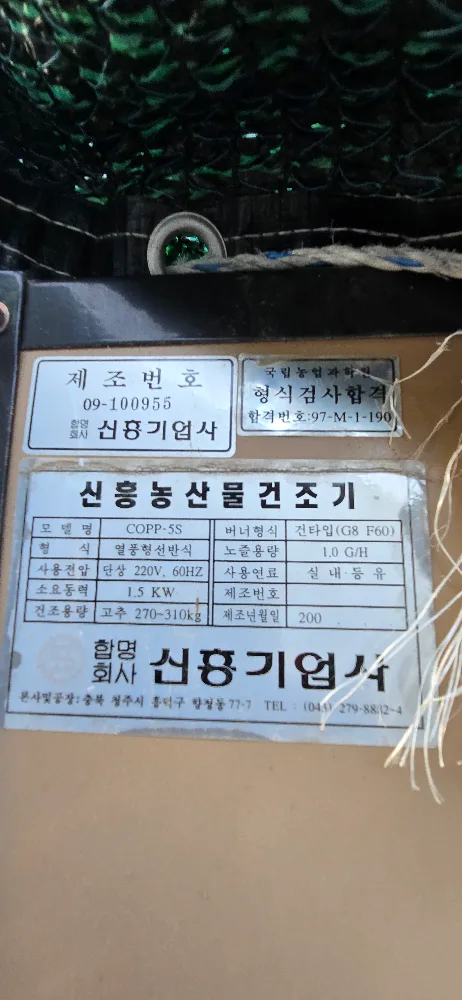 제 조 번 호
09-100955
합명회사 신흥기업사
국립농업과학원
형식검사합격
합격번호:97-M-1-190
신흥농산물건조기
모 델 명 COPP-5S 버너형식 건타입(G8 F60)
형 식 열풍형선반식 노즐용량 1.0 G/H
사용전압 단상 220V, 60HZ 사용연료 실 내·등 유
소요동력 1.5 KW 제조번호
건조용량 고추 270~310kg 제조년월일 200
합명회사 신흥기업사
본사및공장: 충북 청주시 흥덕구 향정동 77-7 TEL : (043) 279-8882~4